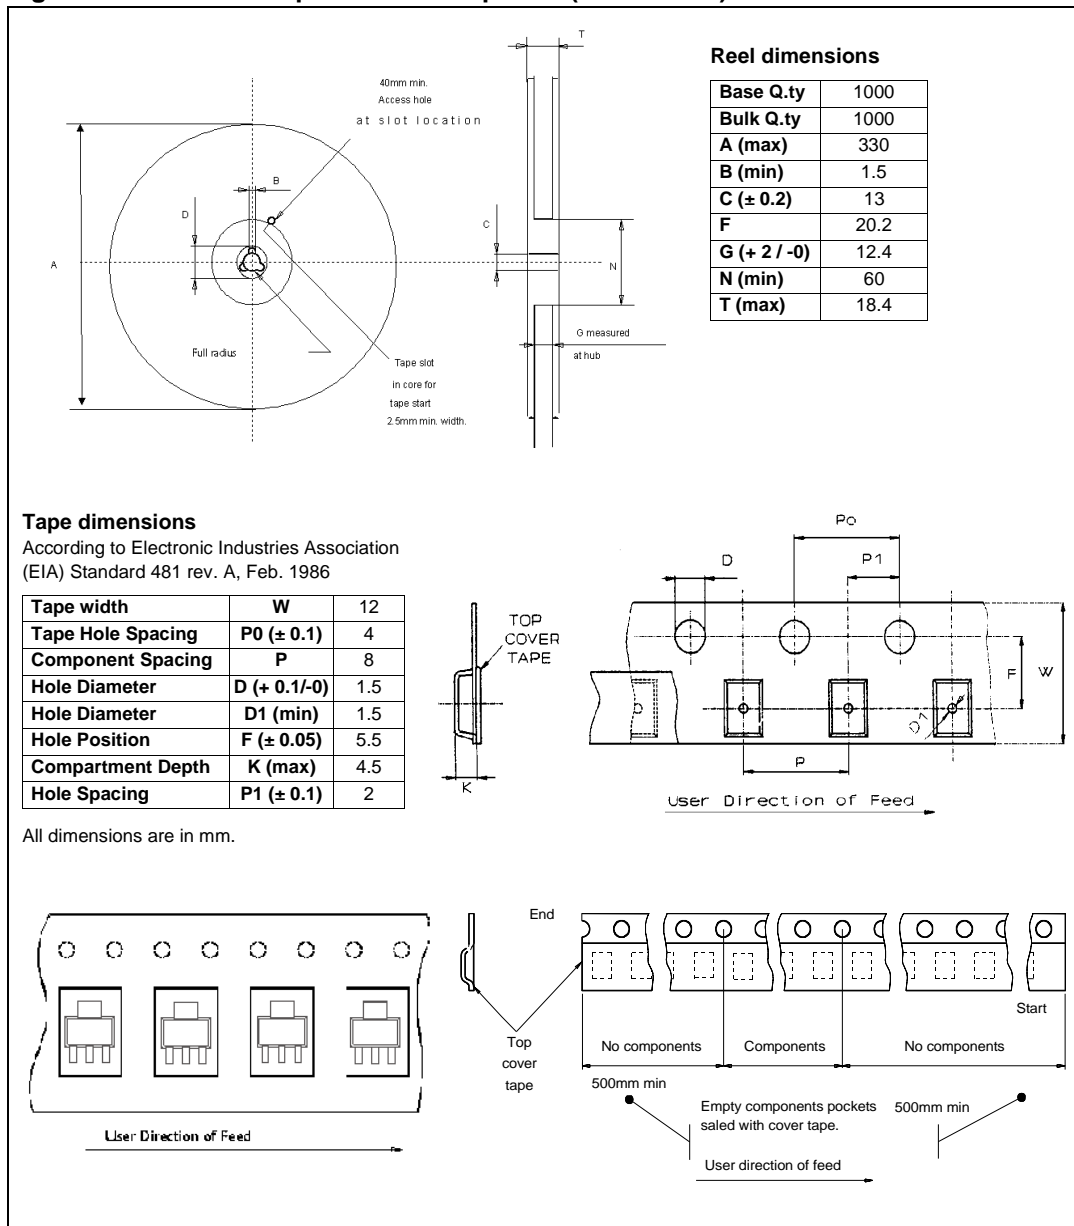 T
Reel dimensions
Base Q.ty 1000
Bulk Q.ty 1000
A (max) 330
B (min) 1.5
C (± 0.2) 13
F 20.2
G (+ 2 / -0) 12.4
N (min) 60
T (max) 18.4
40mm min.
Access hole
at slot location
B
D
C
A
N
G measured
at hub
Full radius
Tape slot
in core for
tape start
2.5mm min. width.
Tape dimensions
According to Electronic Industries Association
(EIA) Standard 481 rev. A, Feb. 1986
Tape width W 12
Tape Hole Spacing P0 (± 0.1) 4
Component Spacing P 8
Hole Diameter D (+ 0.1/-0) 1.5
Hole Diameter D1 (min) 1.5
Hole Position F (± 0.05) 5.5
Compartment Depth K (max) 4.5
Hole Spacing P1 (± 0.1) 2
All dimensions are in mm.
TOP
COVER
TAPE
K
Po
D
P1
F
W
D1
P
User Direction of Feed
User Direction of Feed
End
Start
Top
cover
tape
No components Components No components
500mm min
Empty components pockets
saled with cover tape.
500mm min
User direction of feed